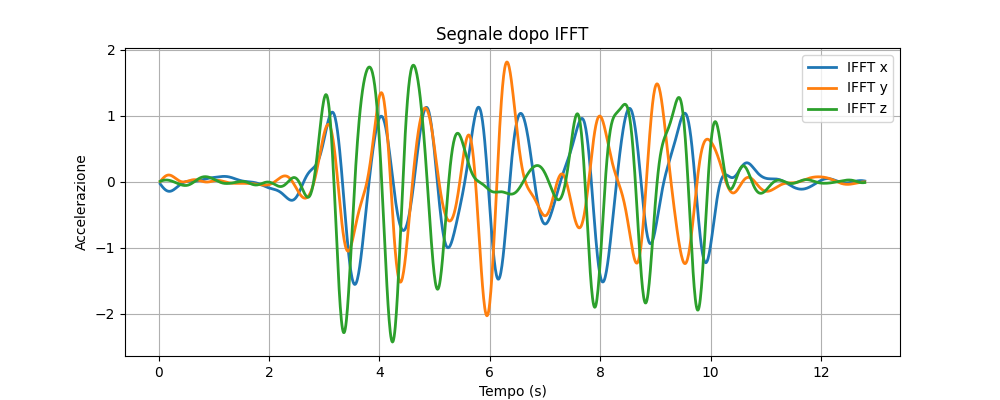 Segnale dopo IFFT
IFFT x
IFFT y
IFFT z
Accelerazione
2
1
0
−1
−2
0 2 4 6 8 10 12
Tempo (s)